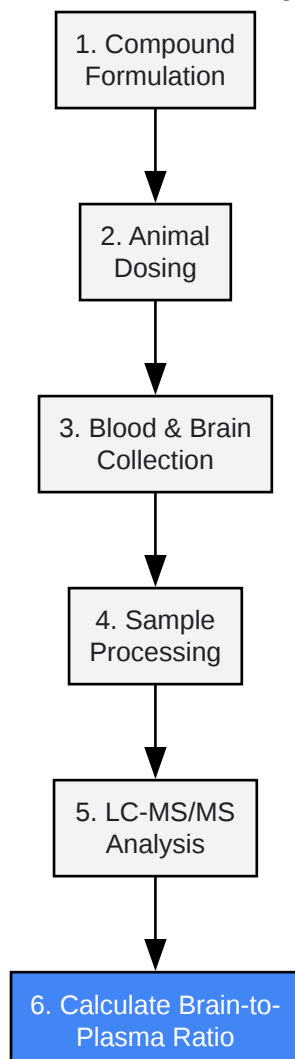 1. Compound
Formulation
2. Animal
Dosing
3. Blood & Brain
Collection
4. Sample
Processing
5. LC-MS/MS
Analysis
6. Calculate Brain-to-
Plasma Ratio